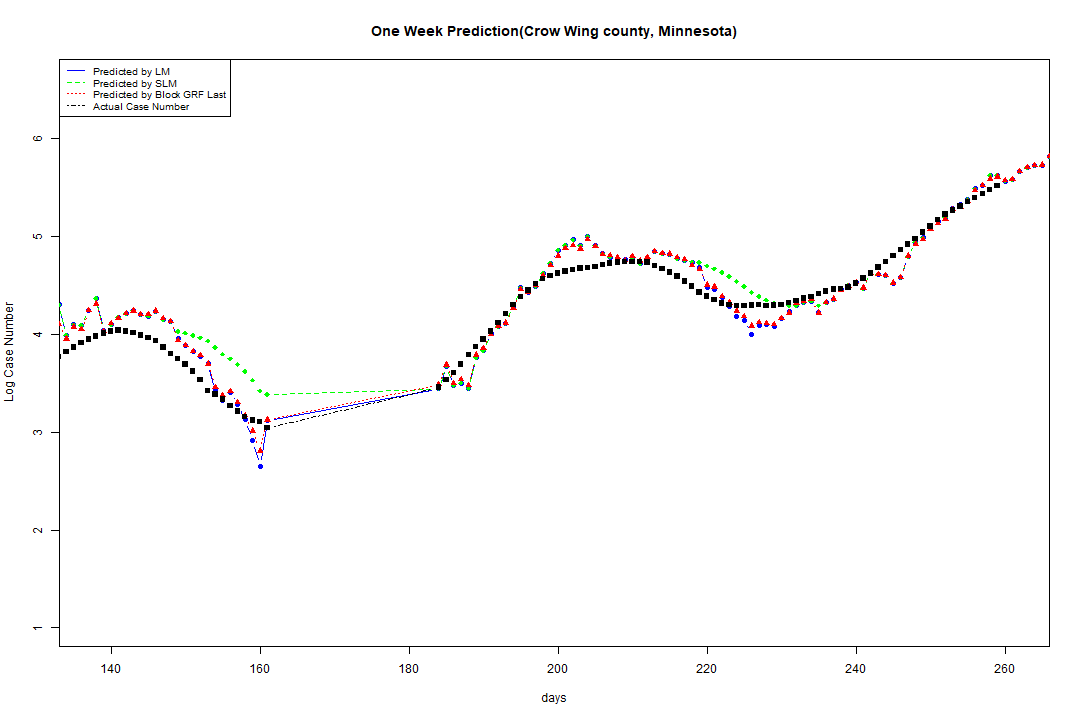 One Week Prediction(Crow Wing county, Minnesota)
Predicted by LM
Predicted by SLM
Predicted by Block GRF Last
Actual Case Number
Log Case Number
6
5
4
3
2
1
140 160 180 200 220 240 260
days